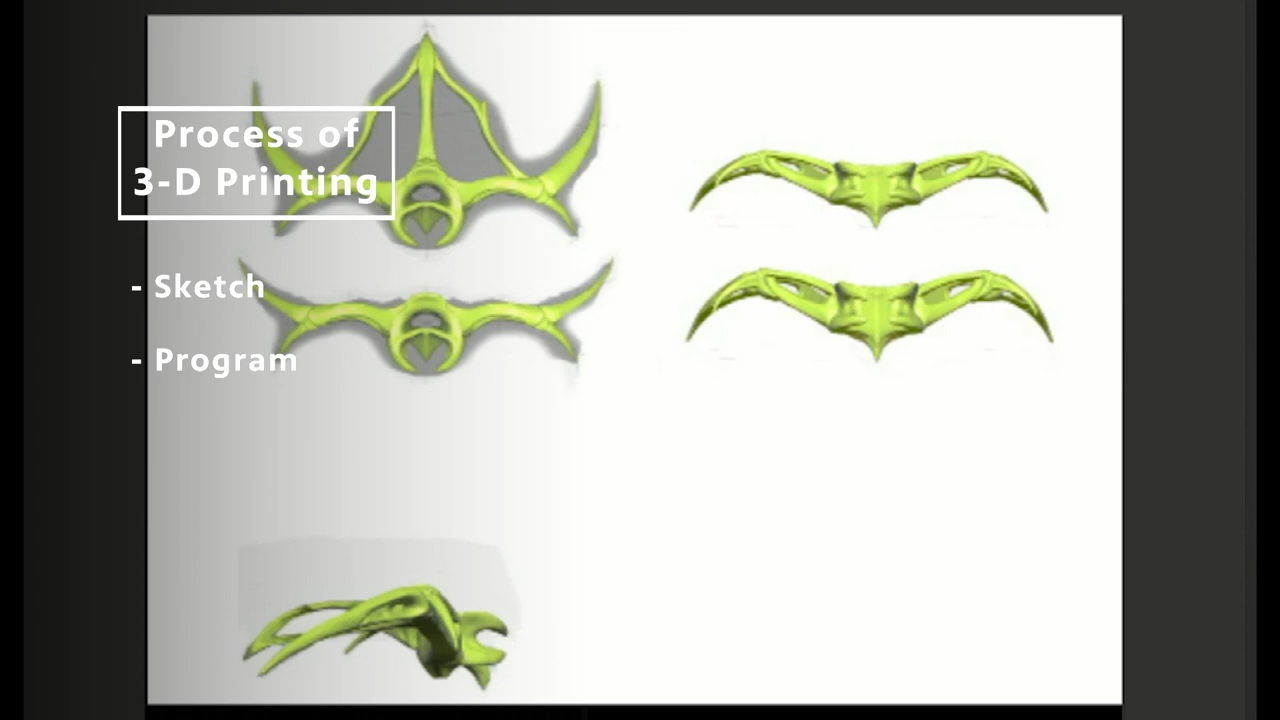 Process of
3-D Printing
- Sketch
- Program